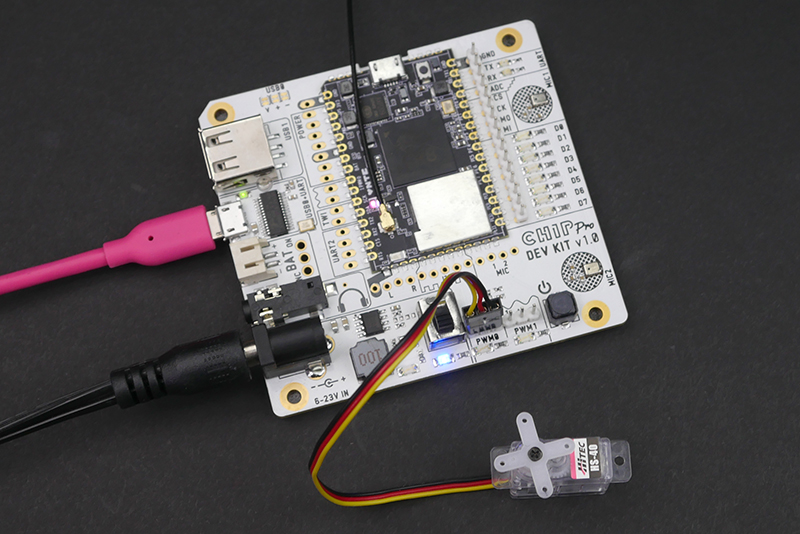 GND
TX
RX
UART
ADC
CS
CK
MO
MI
MIC1
D0
D1
D2
D3
D4
D5
D6
D7
USB0
USB1
POWER
USB0→UART
TWI
UART2
BAT
ON
L
R
MIC
CHIP Pro
DEV KIT v1.0
MIC2
PWM0
PWM1
100
6-23V IN
HITEC
HS-40